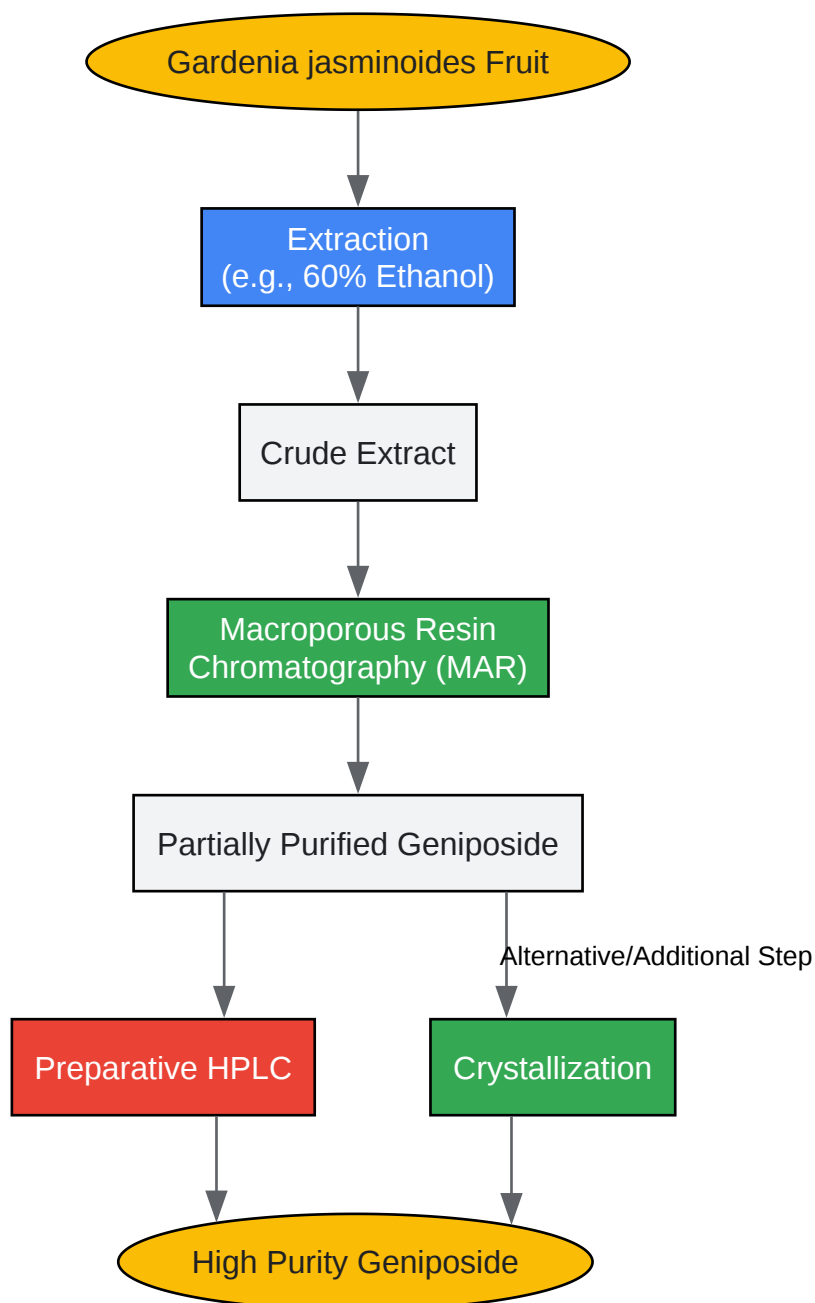 Gardenia jasminoides Fruit
Extraction
(e.g., 60% Ethanol)
Crude Extract
Macroporous Resin
Chromatography (MAR)
Partially Purified Geniposide
Alternative/Additional Step
Preparative HPLC
Crystallization
High Purity Geniposide